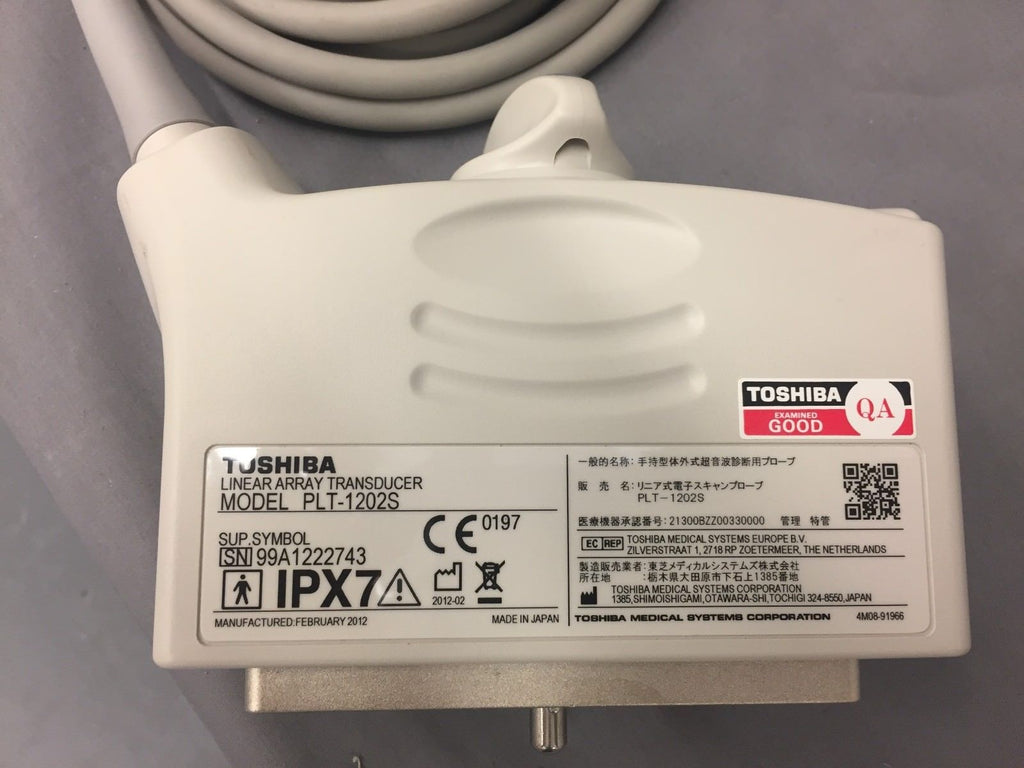 TOSHIBA
EXAMINED
GOOD
QA
TOSHIBA
LINEAR ARRAY TRANSDUCER
MODEL PLT-1202S
SUP.SYMBOL
SN 99A1222743
CE 0197
IPX7
2012-02
MANUFACTURED:FEBRUARY 2012
MADE IN JAPAN
一般的名称: 手持型体外式超音波診断用プローブ
販 売 名: リニア式電子スキャンプローブ
PLT-1202S
医療機器承認番号: 21300BZZ00330000 管理 特管
EC REP TOSHIBA MEDICAL SYSTEMS EUROPE B.V.
ZILVERSTRAAT 1, 2718 RP ZOETERMEER, THE NETHERLANDS
製造販売業者: 東芝メディカルシステムズ株式会社
所在地 : 栃木県大田原市下石上1385番地
TOSHIBA MEDICAL SYSTEMS CORPORATION
1385, SHIMOISHIGAMI, OTAWARA-SHI, TOCHIGI 324-8550, JAPAN
TOSHIBA MEDICAL SYSTEMS CORPORATION
4M08-91966